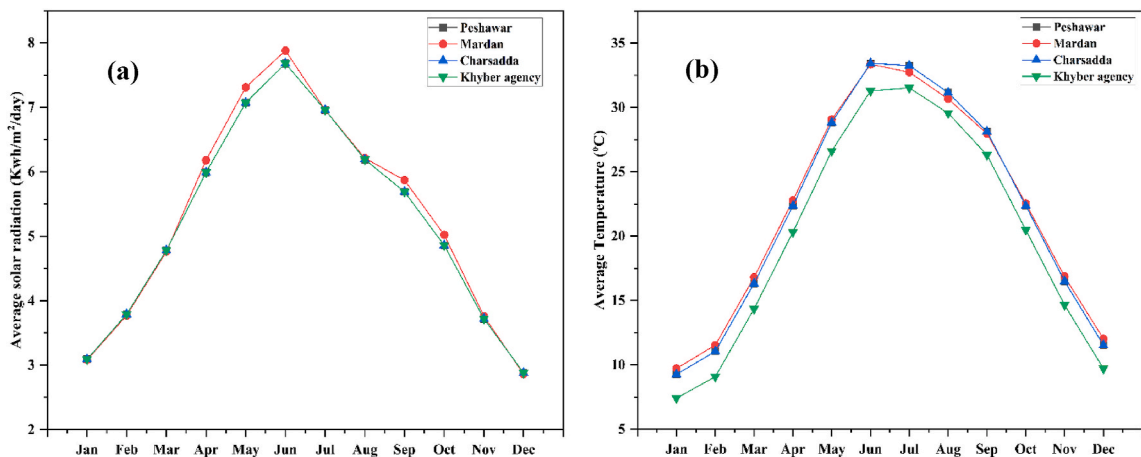 (a)
Peshawar
Mardan
Charsadda
Khyber agency
Average solar radiation (Kwh/m²/day)
8
7
6
5
4
3
2
Jan Feb Mar Apr May Jun Jul Aug Sep Oct Nov Dec
(b)
Peshawar
Mardan
Charsadda
Khyber agency
Average Temperature (°C)
35
30
25
20
15
10
5
Jan Feb Mar Apr May Jun Jul Aug Sep Oct Nov Dec